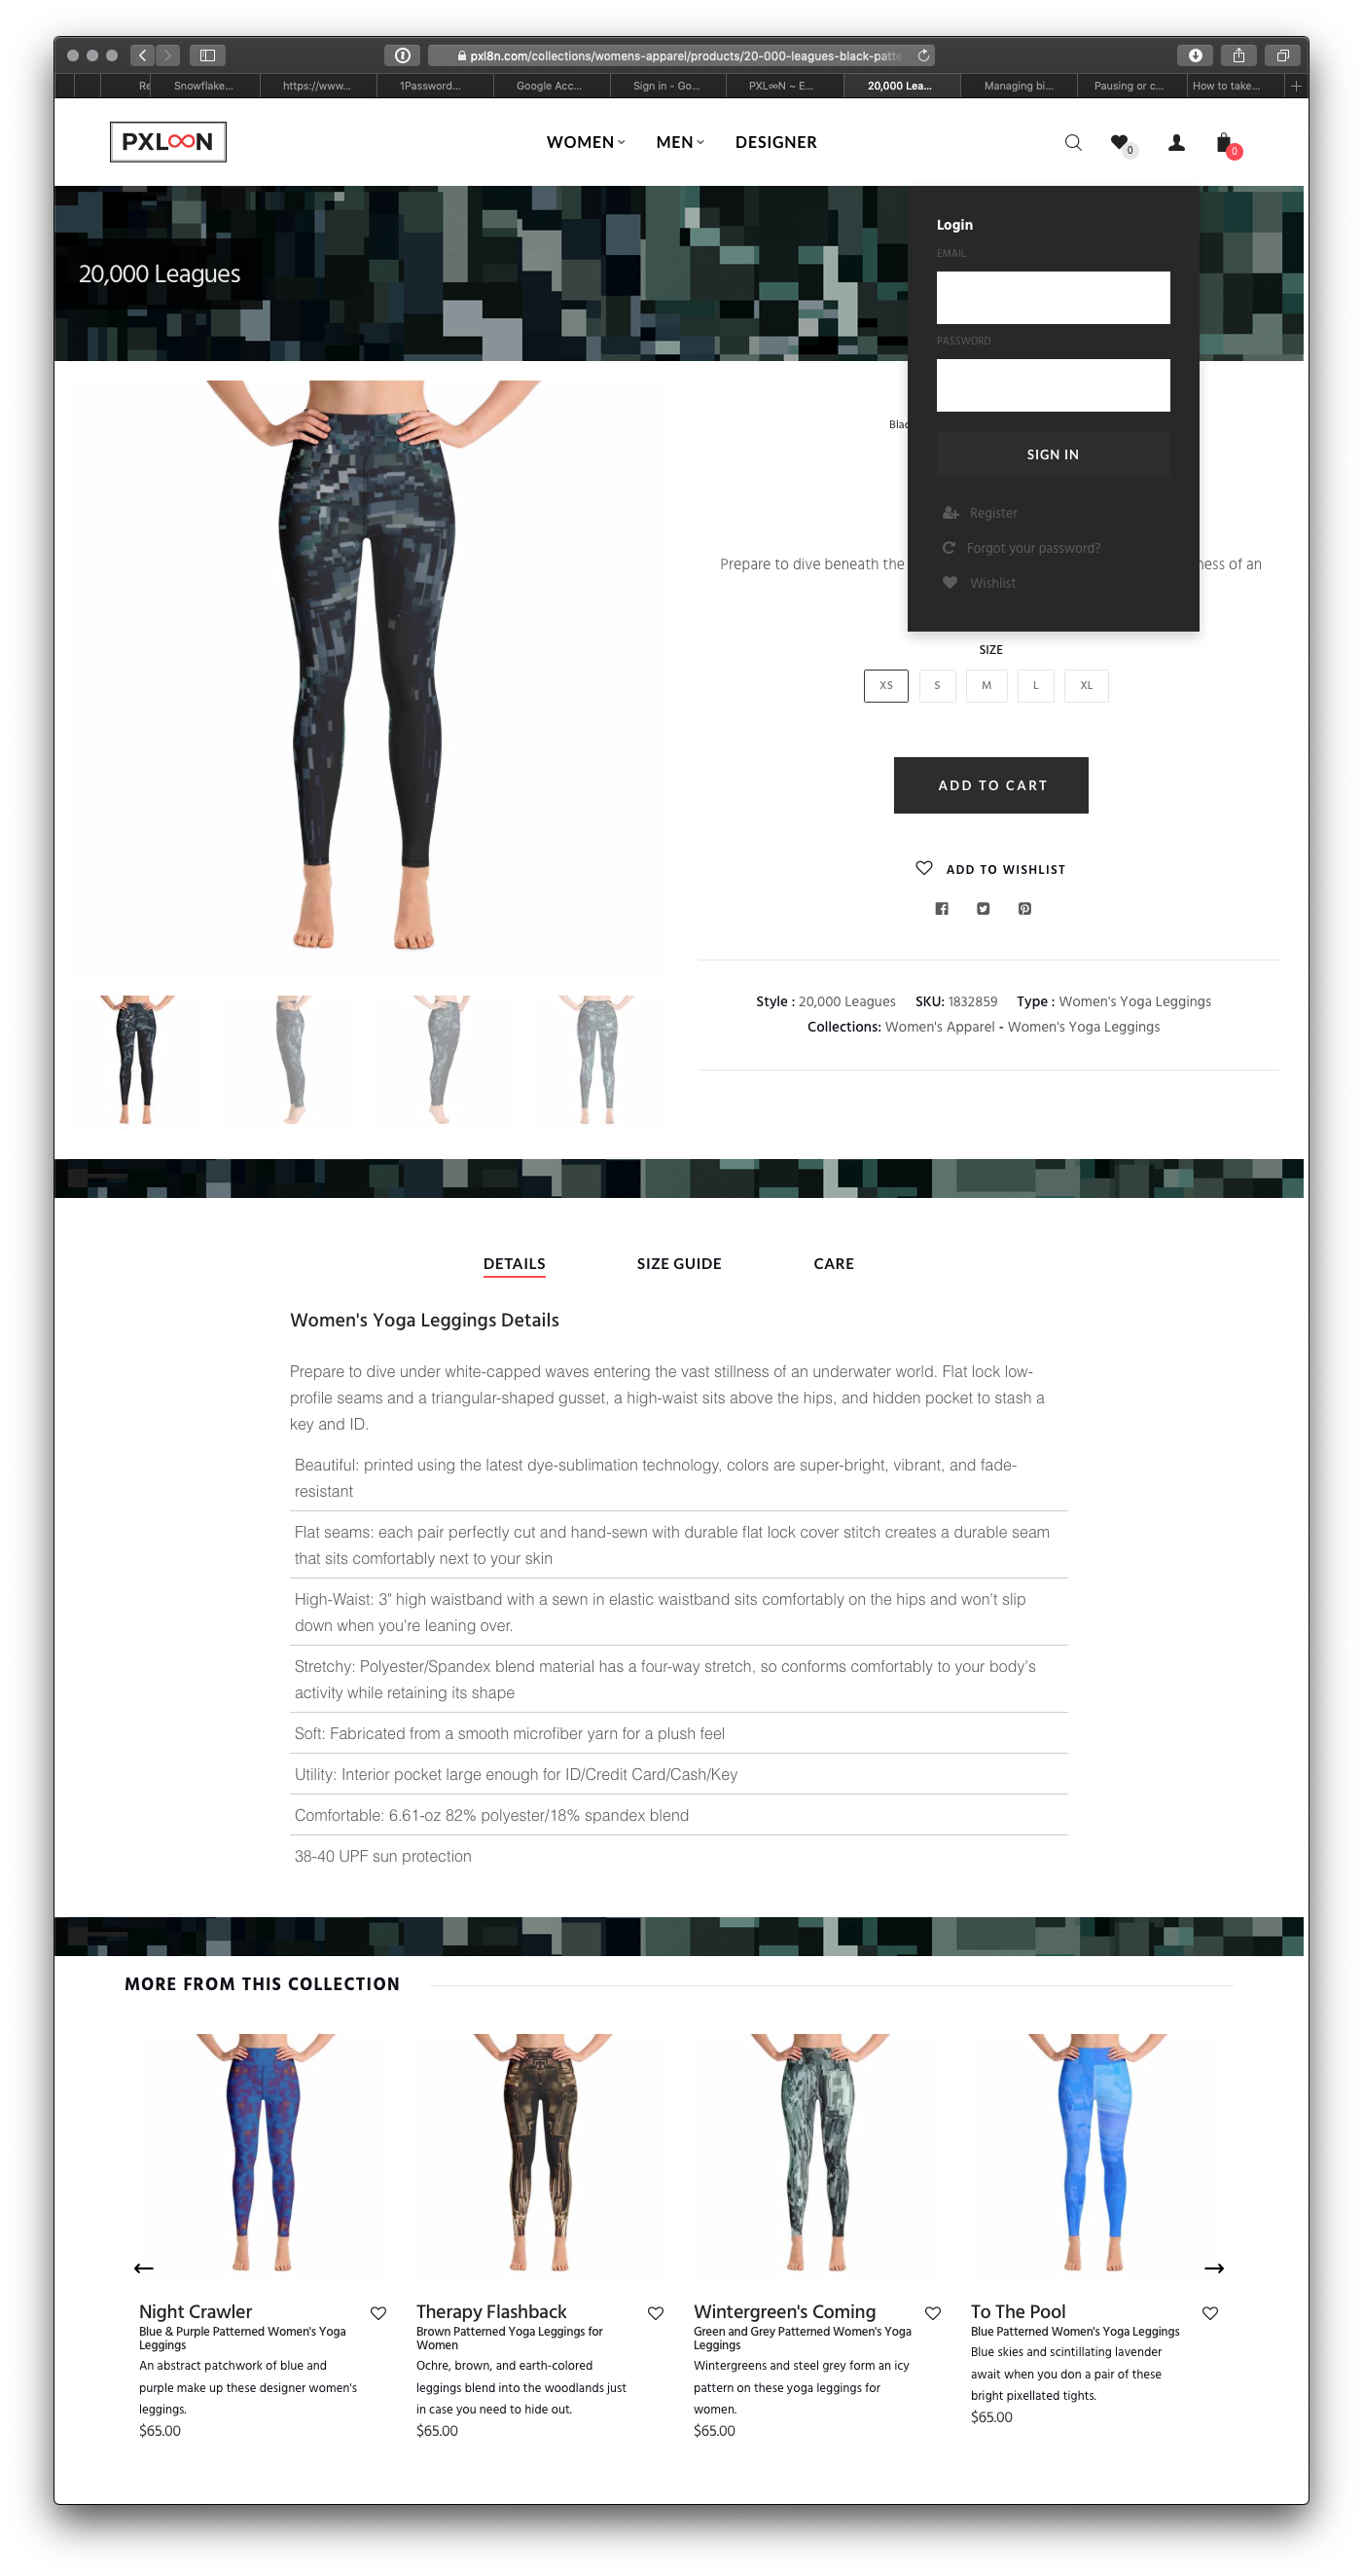 pxl8n.com/collections/womens-apparel/products/20-000-leagues-black-patte
Re
Snowflake...
https://www...
1Password...
Google Acc...
Sign in - Go...
PXL∞N ~ E...
20,000 Lea...
Managing bi...
Pausing or c...
How to take...
PXL∞N
WOMEN
MEN
DESIGNER
0
0
20,000 Leagues
Login
EMAIL
PASSWORD
SIGN IN
Register
Forgot your password?
Wishlist
Blac
Prepare to dive beneath the
ness of an
SIZE
XS
S
M
L
XL
ADD TO CART
ADD TO WISHLIST
Style : 20,000 Leagues SKU: 1832859 Type : Women's Yoga Leggings
Collections: Women's Apparel - Women's Yoga Leggings
DETAILS
SIZE GUIDE
CARE
Women's Yoga Leggings Details
Prepare to dive under white-capped waves entering the vast stillness of an underwater world. Flat lock low-
profile seams and a triangular-shaped gusset, a high-waist sits above the hips, and hidden pocket to stash a
key and ID.
Beautiful: printed using the latest dye-sublimation technology, colors are super-bright, vibrant, and fade-
resistant
Flat seams: each pair perfectly cut and hand-sewn with durable flat lock cover stitch creates a durable seam
that sits comfortably next to your skin
High-Waist: 3" high waistband with a sewn in elastic waistband sits comfortably on the hips and won't slip
down when you're leaning over.
Stretchy: Polyester/Spandex blend material has a four-way stretch, so conforms comfortably to your body's
activity while retaining its shape
Soft: Fabricated from a smooth microfiber yarn for a plush feel
Utility: Interior pocket large enough for ID/Credit Card/Cash/Key
Comfortable: 6.61-oz 82% polyester/18% spandex blend
38-40 UPF sun protection
MORE FROM THIS COLLECTION
Night Crawler
Blue & Purple Patterned Women's Yoga
Leggings
An abstract patchwork of blue and
purple make up these designer women's
leggings.
$65.00
Therapy Flashback
Brown Patterned Yoga Leggings for
Women
Ochre, brown, and earth-colored
leggings blend into the woodlands just
in case you need to hide out.
$65.00
Wintergreen's Coming
Green and Grey Patterned Women's Yoga
Leggings
Wintergreens and steel grey form an icy
pattern on these yoga leggings for
women.
$65.00
To The Pool
Blue Patterned Women's Yoga Leggings
Blue skies and scintillating lavender
await when you don a pair of these
bright pixellated tights.
$65.00